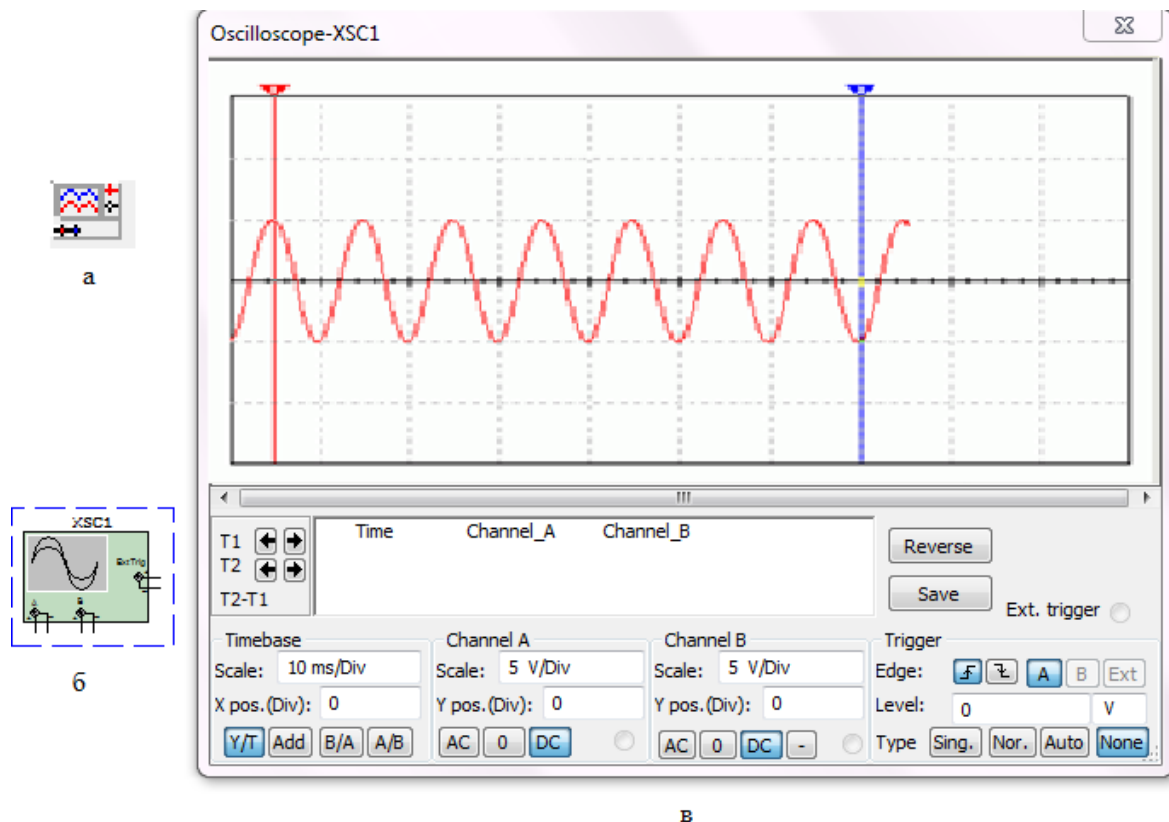 Oscilloscope-XSC1
а
XSC1
Ext Trig
A B
б
T1
T2
T2-T1
Time Channel_A Channel_B
Reverse
Save
Ext. trigger
Timebase
Scale: 10 ms/Div
X pos.(Div): 0
Y/T Add B/A A/B
Channel A
Scale: 5 V/Div
Y pos.(Div): 0
AC 0 DC
Channel B
Scale: 5 V/Div
Y pos.(Div): 0
AC 0 DC -
Trigger
Edge: A B Ext
Level: 0 V
Type Sing. Nor. Auto None
в